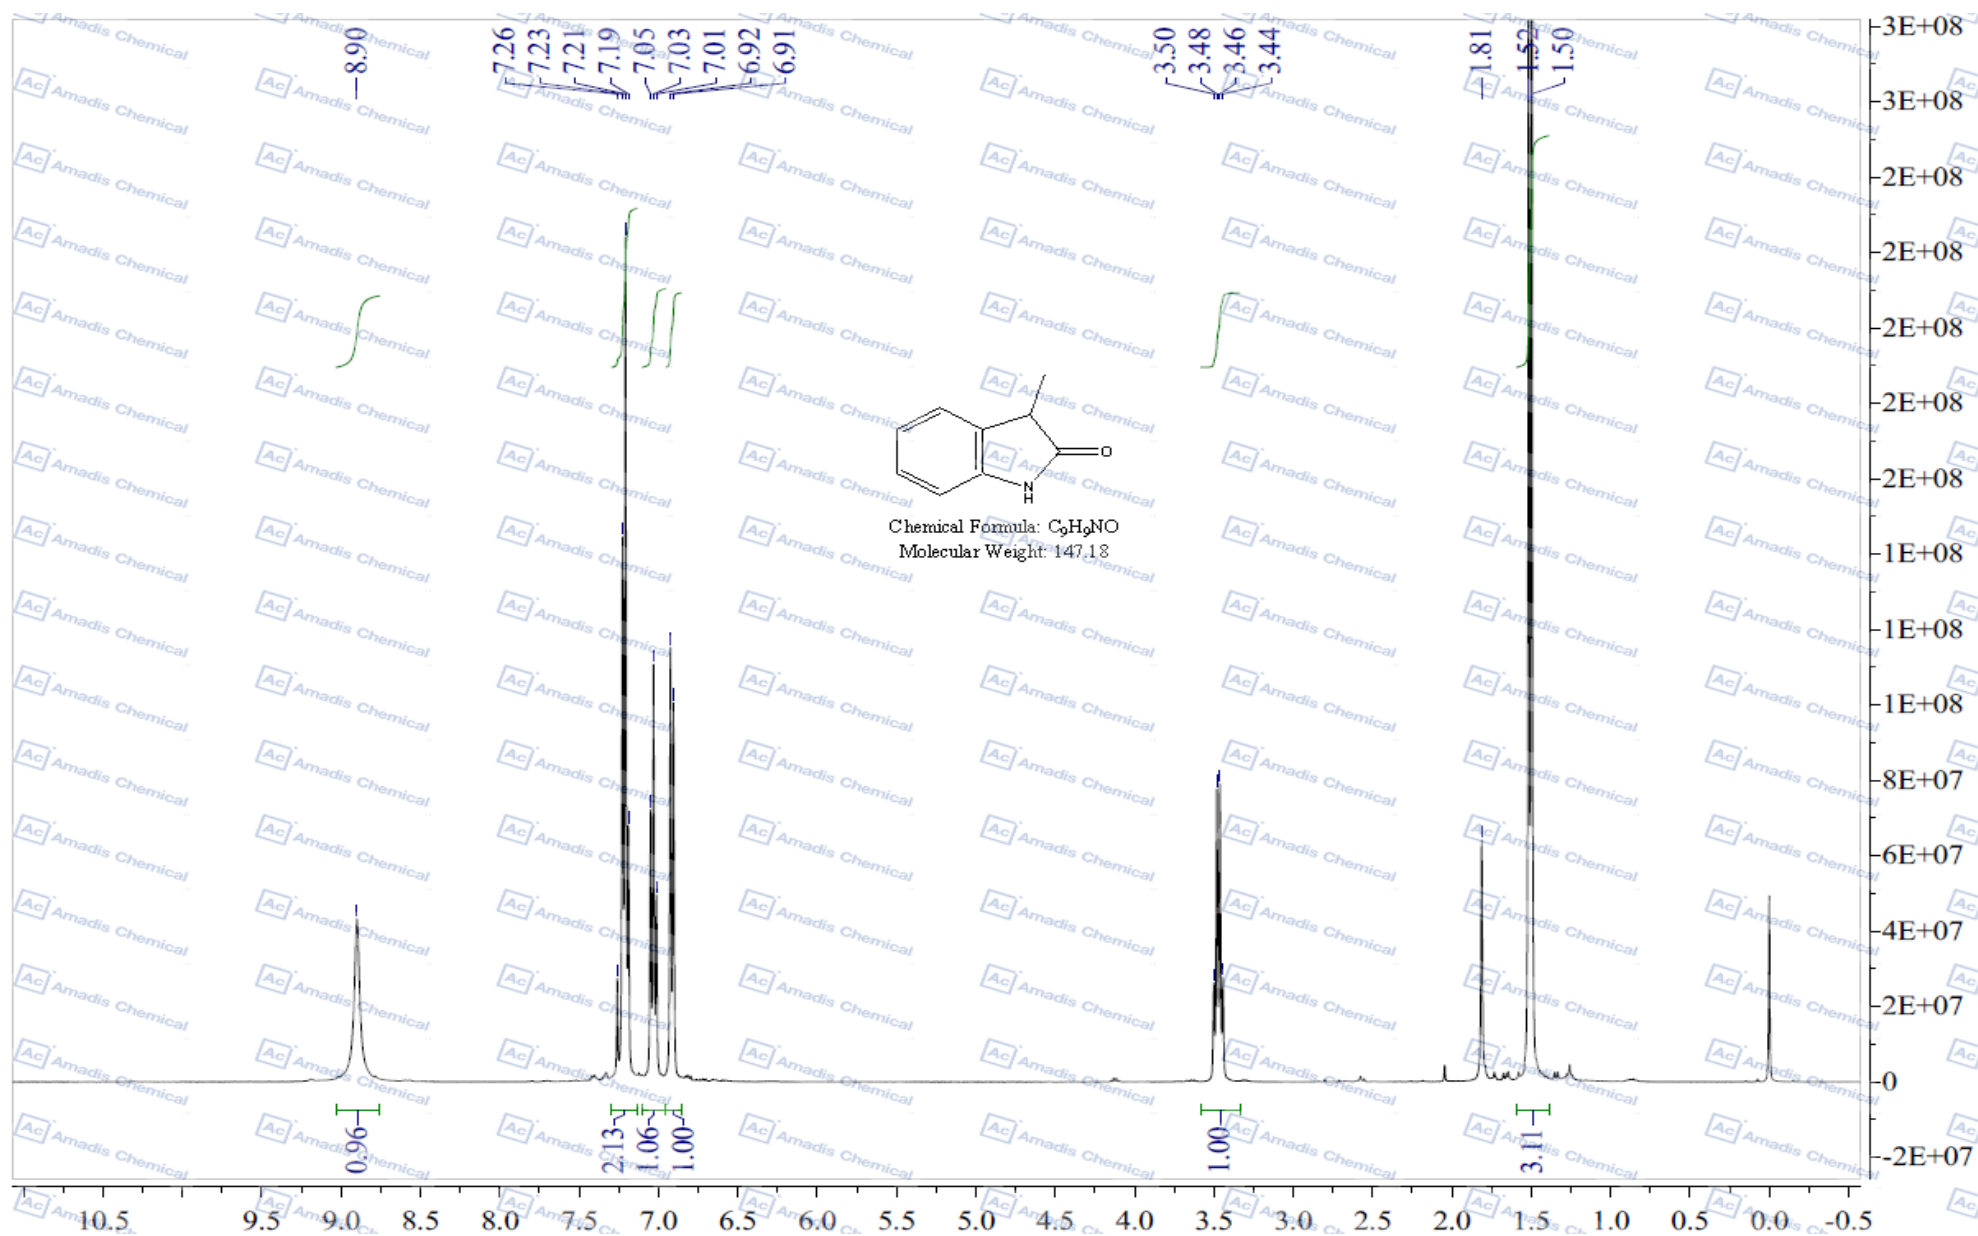 8.90
7.26
7.23
7.21
7.19
7.05
7.03
7.01
6.92
6.91
3.50
3.48
3.46
3.44
1.81
1.52
1.50
3E+08
3E+08
2E+08
2E+08
2E+08
2E+08
2E+08
1E+08
1E+08
1E+08
8E+07
6E+07
4E+07
2E+07
0
-2E+07
O
N
H
Chemical Formula: C₉H₉NO
Molecular Weight: 147.18
0.96
2.13
1.06
1.00
1.00
3.11
10.5 9.5 9.0 8.5 8.0 7.5 7.0 6.5 6.0 5.5 5.0 4.5 4.0 3.5 3.0 2.5 2.0 1.5 1.0 0.5 0.0 -0.5
Ac Amadis Chemical